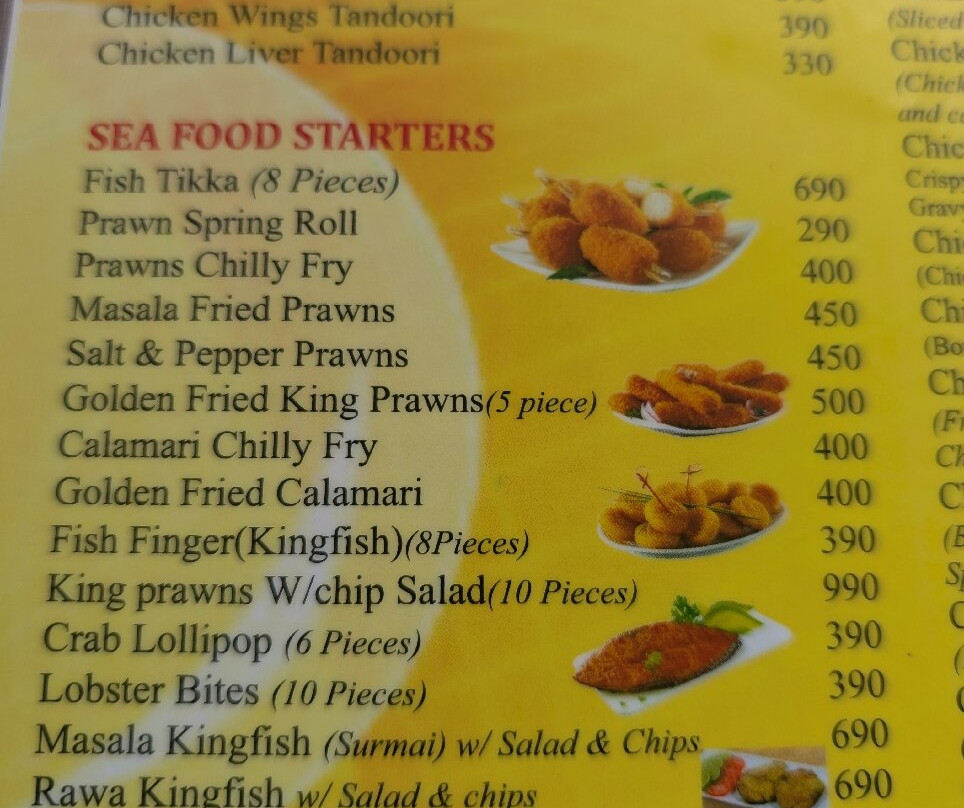 Chicken Wings Tandoori 390
Chicken Liver Tandoori 330
SEA FOOD STARTERS
Fish Tikka (8 Pieces) 690
Prawn Spring Roll 290
Prawns Chilly Fry 400
Masala Fried Prawns 450
Salt & Pepper Prawns 450
Golden Fried King Prawns(5 piece) 500
Calamari Chilly Fry 400
Golden Fried Calamari 400
Fish Finger(Kingfish)(8Pieces) 390
King prawns W/chip Salad(10 Pieces) 990
Crab Lollipop (6 Pieces) 390
Lobster Bites (10 Pieces) 390
Masala Kingfish (Surmai) w/ Salad & Chips 690
Rawa Kingfish w/ Salad & chips 690
(Sliced
and